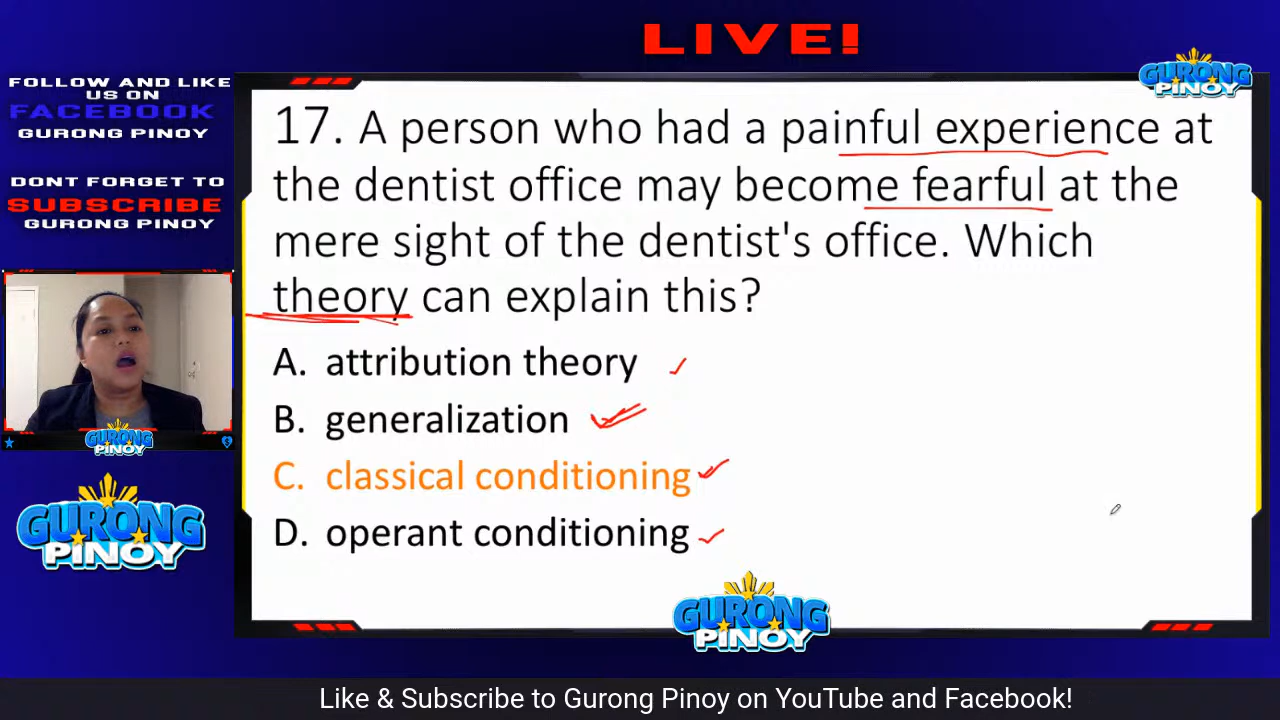 LIVE!
GURONG
PINOY
FOLLOW AND LIKE
US ON
FACEBOOK
GURONG PINOY
DONT FORGET TO
SUBSCRIBE
GURONG PINOY
17. A person who had a painful experience at
the dentist office may become fearful at the
mere sight of the dentist's office. Which
theory can explain this?
A. attribution theory
B. generalization
C. classical conditioning
D. operant conditioning
GURONG
PINOY
GURONG
PINOY
GURONG
PINOY
Like & Subscribe to Gurong Pinoy on YouTube and Facebook!